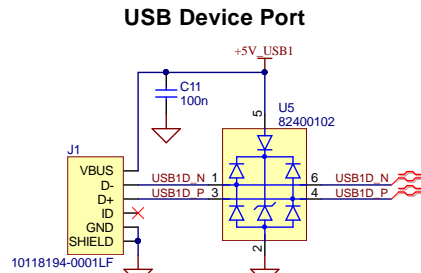 USB Device Port
+5V_USB1
C11
100n
U5
82400102
5
J1
VBUS
D-
D+
ID
GND
SHIELD
USB1D_N 1
USB1D_P 3
6 USB1D_N
4 USB1D_P
2
10118194-0001LF